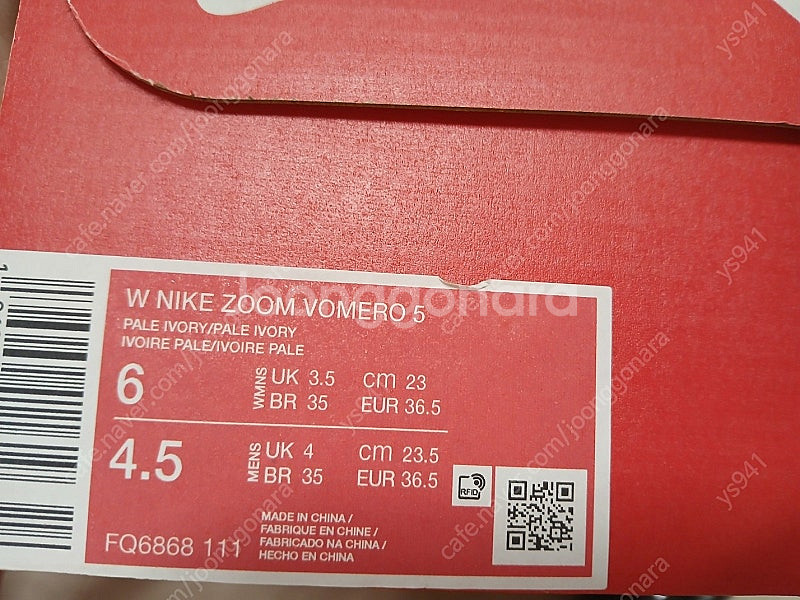 W NIKE ZOOM VOMERO 5
PALE IVORY/PALE IVORY
IVOIRE PALE/IVOIRE PALE
6 WMNS UK 3.5 cm 23
BR 35 EUR 36.5
4.5 MENS UK 4 cm 23.5
BR 35 EUR 36.5
RFID
FQ6868 111
MADE IN CHINA /
FABRIQUE EN CHINE /
FABRICADO NA CHINA /
HECHO EN CHINA
Joonggonara
cafe.naver.com/joonggonara
ys941